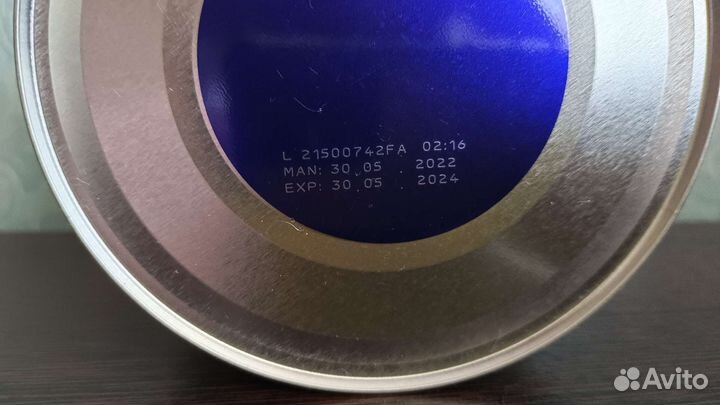 L 21500742FA 02:16
MAN: 30 05 . 2022
EXP: 30 05 . 2024
Avito